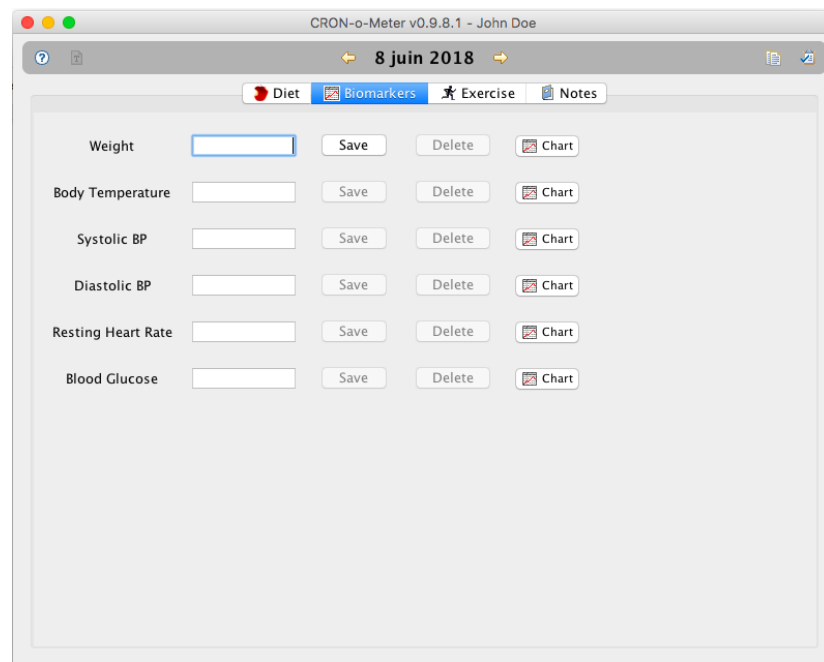 CRON-o-Meter v0.9.8.1 - John Doe
8 juin 2018
Diet Biomarkers Exercise Notes
Weight Save Delete Chart
Body Temperature Save Delete Chart
Systolic BP Save Delete Chart
Diastolic BP Save Delete Chart
Resting Heart Rate Save Delete Chart
Blood Glucose Save Delete Chart